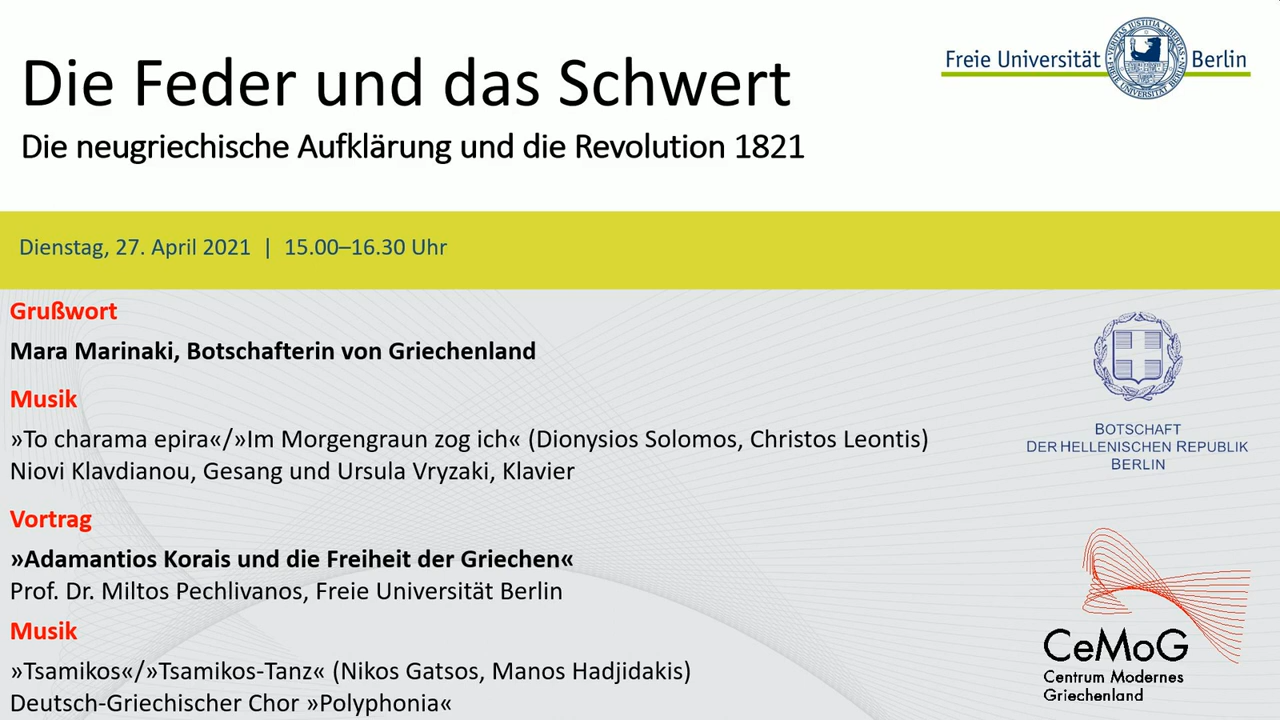 Die Feder und das Schwert
Die neugriechische Aufklärung und die Revolution 1821
Freie Universität Berlin
Dienstag, 27. April 2021 | 15.00–16.30 Uhr
Grußwort
Mara Marinaki, Botschafterin von Griechenland
Musik
»To charama epira«/»Im Morgengraun zog ich« (Dionysios Solomos, Christos Leontis)
Niovi Klavdianou, Gesang und Ursula Vryzaki, Klavier
Vortrag
»Adamantios Korais und die Freiheit der Griechen«
Prof. Dr. Miltos Pechlivanos, Freie Universität Berlin
Musik
»Tsamikos«/»Tsamikos-Tanz« (Nikos Gatsos, Manos Hadjidakis)
Deutsch-Griechischer Chor »Polyphonia«
BOTSCHAFT
DER HELLENISCHEN REPUBLIK
BERLIN
CeMoG
Centrum Modernes
Griechenland